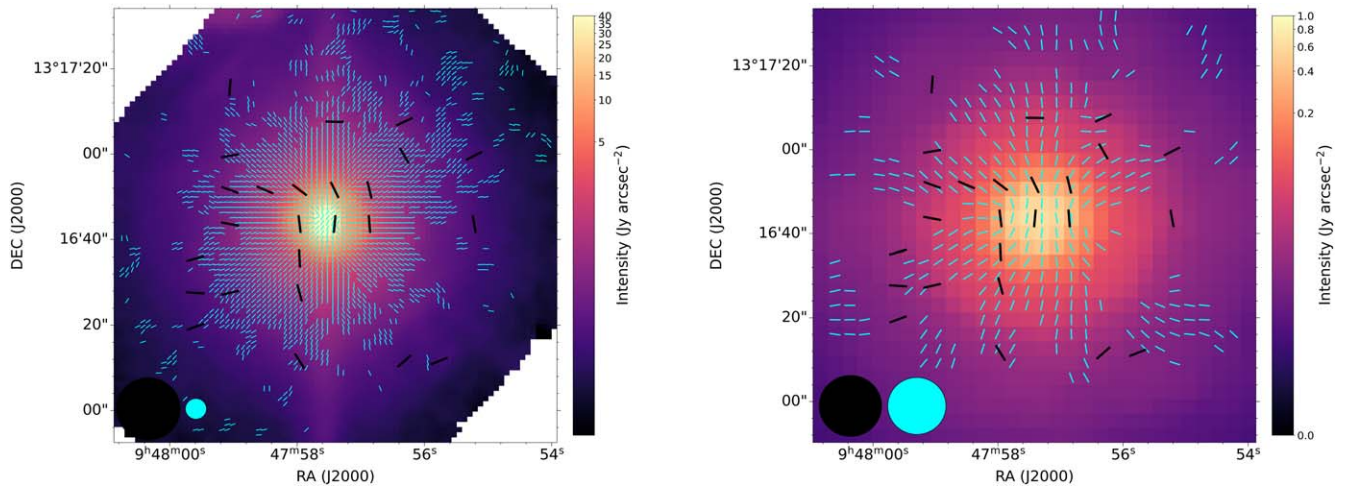 40
35
30
25
20
15
10
5
Intensity (Jy arcsec⁻²)
13°17'20"
00"
16'40"
20"
00"
DEC (J2000)
9ʰ48ᵐ00ˢ
47ᵐ58ˢ
56ˢ
54ˢ
RA (J2000)
1.0
0.8
0.6
0.4
0.2
0.0
Intensity (Jy arcsec⁻²)
13°17'20"
00"
16'40"
20"
00"
DEC (J2000)
9ʰ48ᵐ00ˢ
47ᵐ58ˢ
56ˢ
54ˢ
RA (J2000)